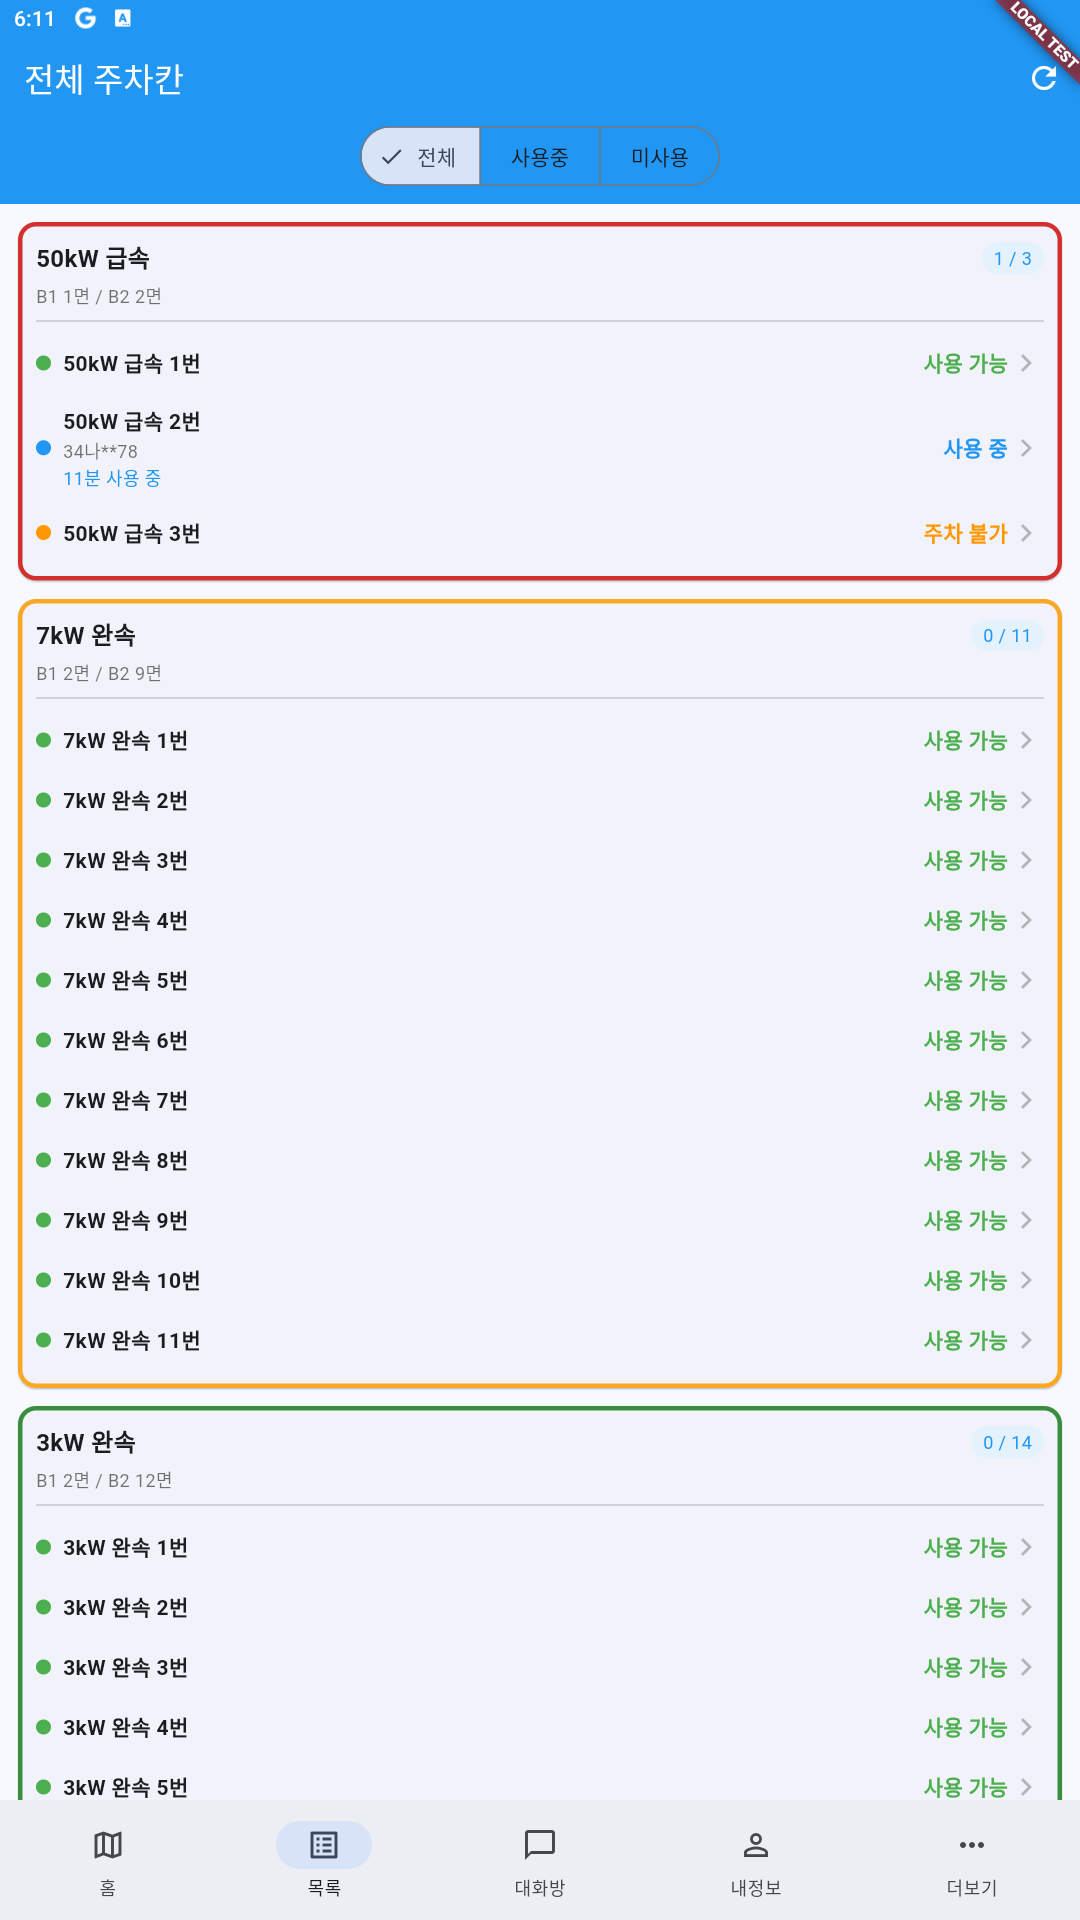 6:11
LOCAL TEST
전체 주차칸
전체 사용중 미사용
50kW 급속 1 / 3
B1 1면 / B2 2면
50kW 급속 1번 사용 가능
50kW 급속 2번
34나**78 사용 중
11분 사용 중
50kW 급속 3번 주차 불가
7kW 완속 0 / 11
B1 2면 / B2 9면
7kW 완속 1번 사용 가능
7kW 완속 2번 사용 가능
7kW 완속 3번 사용 가능
7kW 완속 4번 사용 가능
7kW 완속 5번 사용 가능
7kW 완속 6번 사용 가능
7kW 완속 7번 사용 가능
7kW 완속 8번 사용 가능
7kW 완속 9번 사용 가능
7kW 완속 10번 사용 가능
7kW 완속 11번 사용 가능
3kW 완속 0 / 14
B1 2면 / B2 12면
3kW 완속 1번 사용 가능
3kW 완속 2번 사용 가능
3kW 완속 3번 사용 가능
3kW 완속 4번 사용 가능
3kW 완속 5번 사용 가능
홈 목록 대화방 내정보 더보기